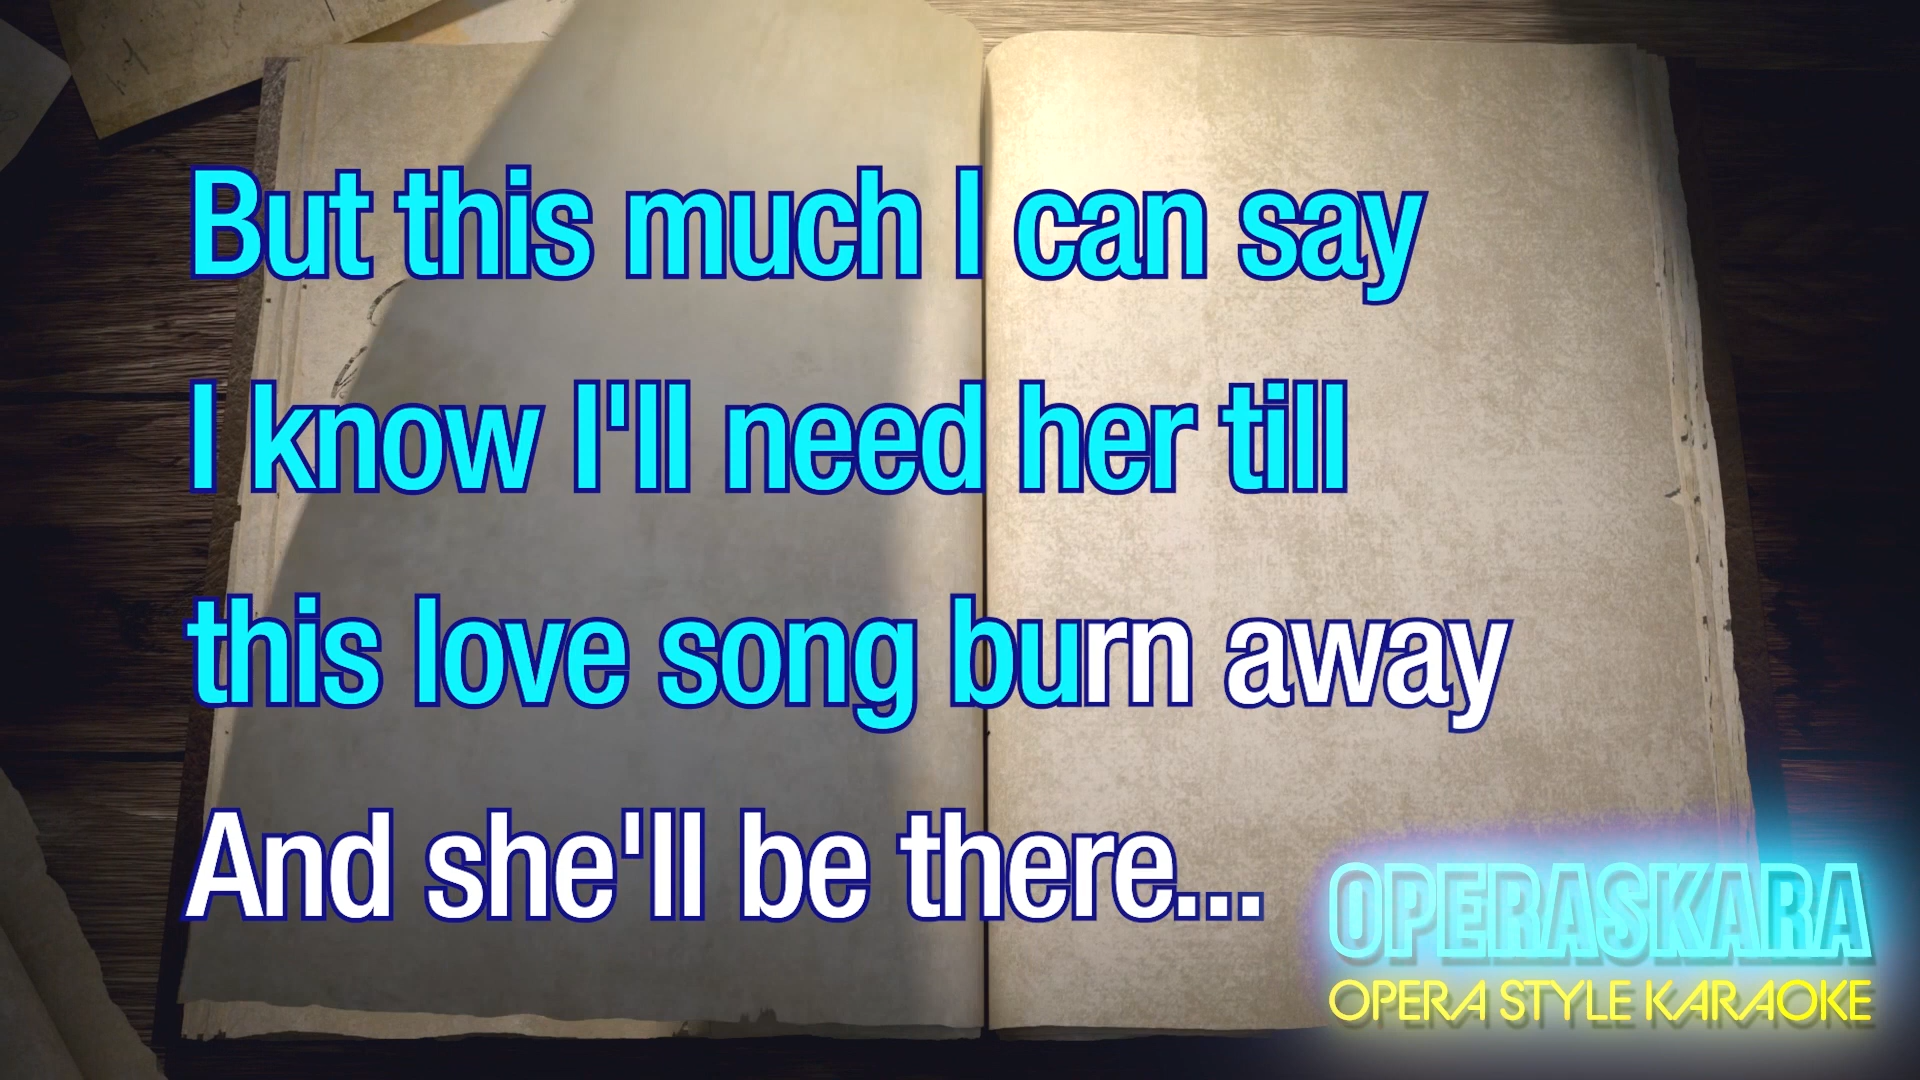 But this much I can say
I know I'll need her till
this love song burn away
And she'll be there...
OPERASKARA
OPERA STYLE KARAOKE